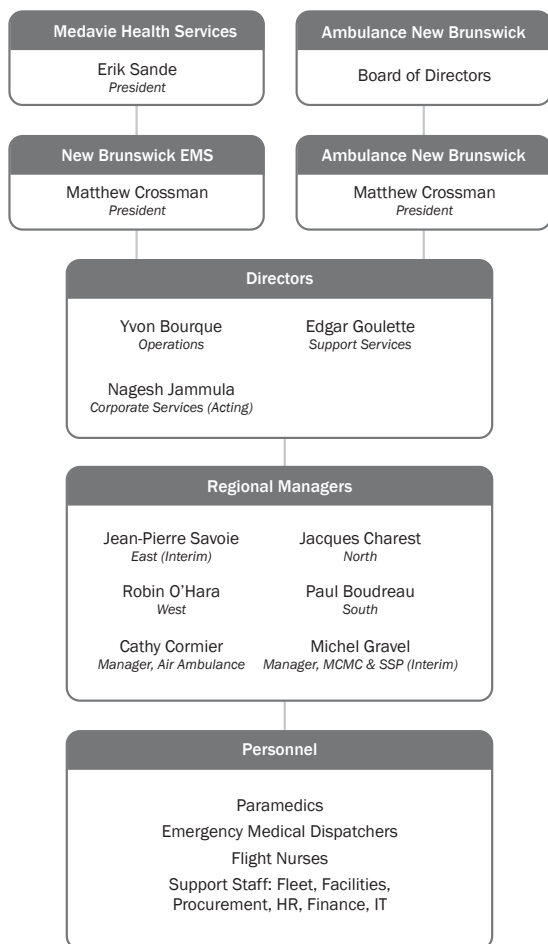 Medavie Health Services
Erik Sande
President
Ambulance New Brunswick
Board of Directors
New Brunswick EMS
Matthew Crossman
President
Ambulance New Brunswick
Matthew Crossman
President
Directors
Yvon Bourque
Operations
Edgar Goulette
Support Services
Nagesh Jammula
Corporate Services (Acting)
Regional Managers
Jean-Pierre Savoie
East (Interim)
Jacques Charest
North
Robin O'Hara
West
Paul Boudreau
South
Cathy Cormier
Manager, Air Ambulance
Michel Gravel
Manager, MCMC & SSP (Interim)
Personnel
Paramedics
Emergency Medical Dispatchers
Flight Nurses
Support Staff: Fleet, Facilities,
Procurement, HR, Finance, IT